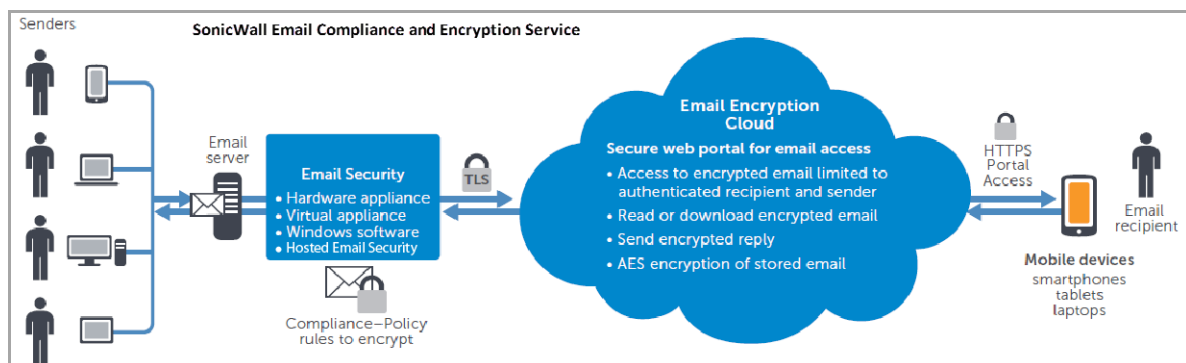 Senders
SonicWall Email Compliance and Encryption Service
Email
server
Email Security
• Hardware appliance
• Virtual appliance
• Windows software
• Hosted Email Security
Compliance–Policy
rules to encrypt
TLS
Email Encryption
Cloud
Secure web portal for email access
• Access to encrypted email limited to
authenticated recipient and sender
• Read or download encrypted email
• Send encrypted reply
• AES encryption of stored email
HTTPS
Portal
Access
Email
recipient
Mobile devices
smartphones
tablets
laptops